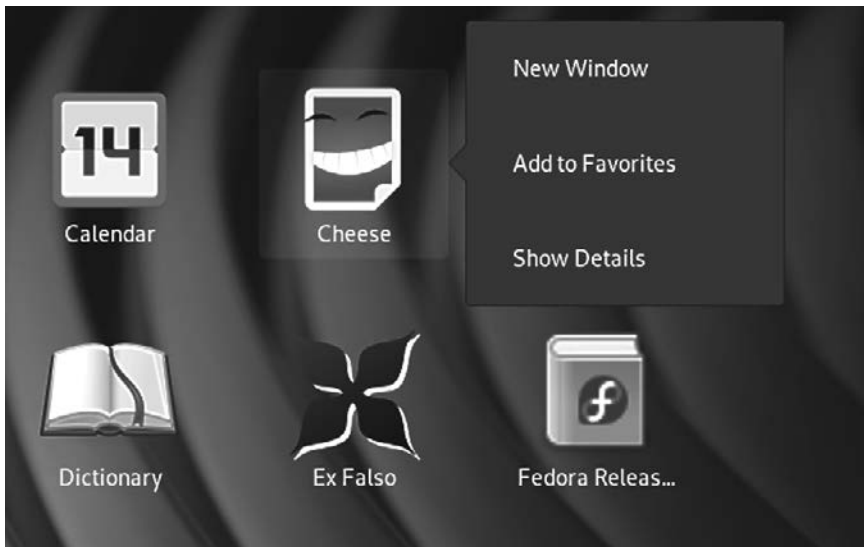 New Window
14
Add to Favorites
Calendar
Cheese
Show Details
f
Dictionary
Ex Falso
Fedora Releas...